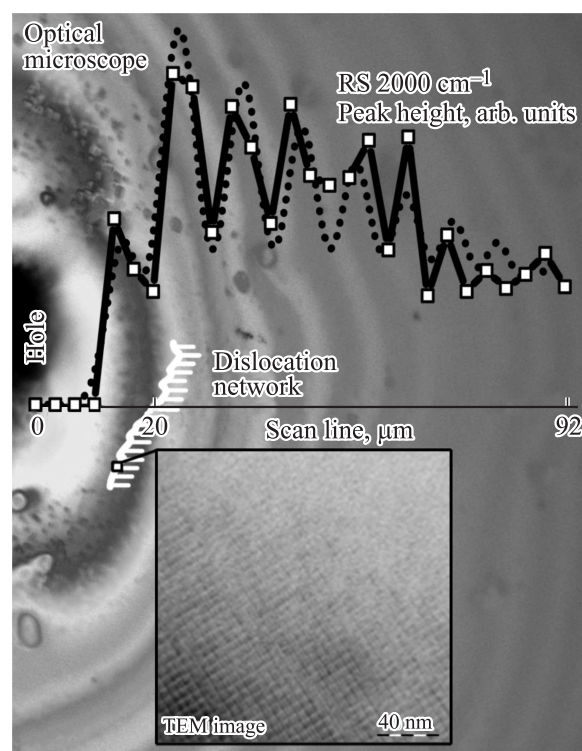 Optical
microscope
RS 2000 cm⁻¹
Peak height, arb. units
Hole
Dislocation
network
0
20
Scan line, μm
92
TEM image
40 nm